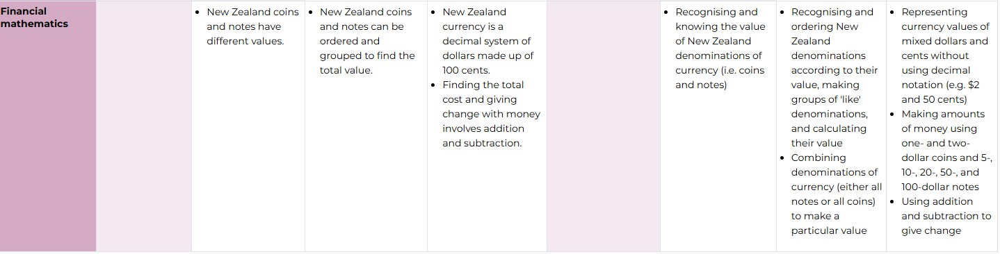 Financial
mathematics
• New Zealand coins
and notes have
different values.
• New Zealand coins
and notes can be
ordered and
grouped to find the
total value.
• New Zealand
currency is a
decimal system of
dollars made up of
100 cents.
• Finding the total
cost and giving
change with money
involves addition
and subtraction.
• Recognising and
knowing the value
of New Zealand
denominations of
currency (i.e. coins
and notes)
• Recognising and
ordering New
Zealand
denominations
according to their
value, making
groups of 'like'
denominations,
and calculating
their value
• Combining
denominations of
currency (either all
notes or all coins)
to make a
particular value
• Representing
currency values of
mixed dollars and
cents without
using decimal
notation (e.g. $2
and 50 cents)
• Making amounts
of money using
one- and two-
dollar coins and 5-,
10-, 20-, 50-, and
100-dollar notes
• Using addition
and subtraction to
give change